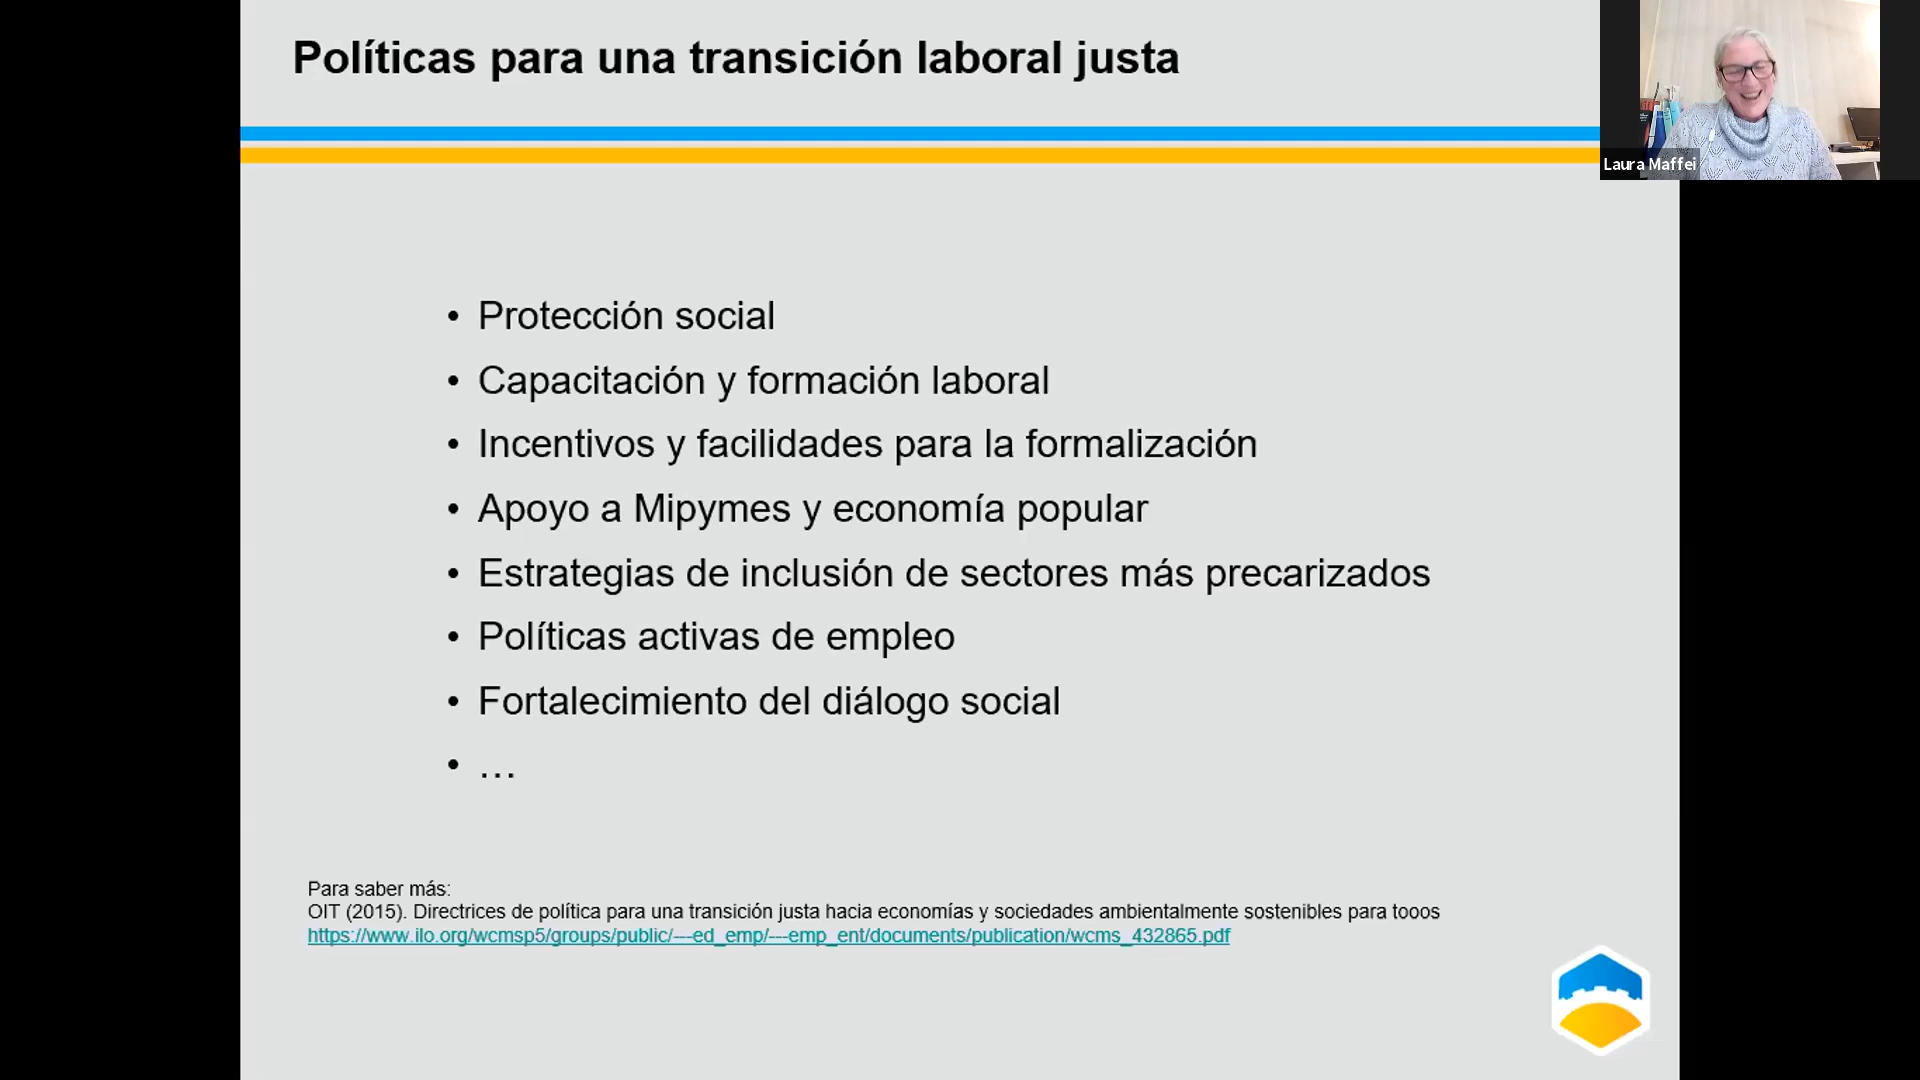 Políticas para una transición laboral justa
Laura Maffei
• Protección social
• Capacitación y formación laboral
• Incentivos y facilidades para la formalización
• Apoyo a Mipymes y economía popular
• Estrategias de inclusión de sectores más precarizados
• Políticas activas de empleo
• Fortalecimiento del diálogo social
• …
Para saber más:
OIT (2015). Directrices de política para una transición justa hacia economías y sociedades ambientalmente sostenibles para tooos
https://www.ilo.org/wcmsp5/groups/public/---ed_emp/---emp_ent/documents/publication/wcms_432865.pdf